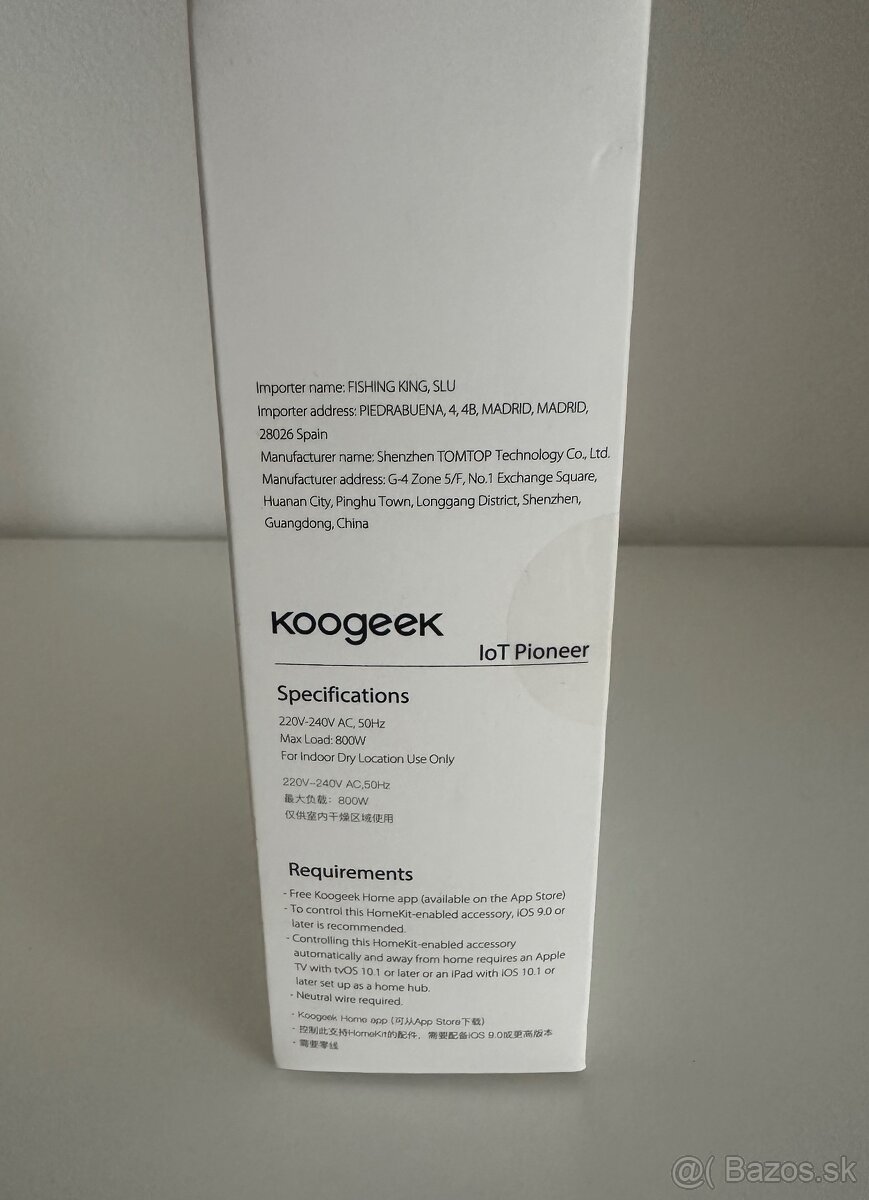 Importer name: FISHING KING, SLU
Importer address: PIEDRABUENA, 4, 4B, MADRID, MADRID,
28026 Spain
Manufacturer name: Shenzhen TOMTOP Technology Co., Ltd.
Manufacturer address: G-4 Zone 5/F, No.1 Exchange Square,
Huanan City, Pinghu Town, Longgang District, Shenzhen,
Guangdong, China
Koogeek
IoT Pioneer
Specifications
220V-240V AC, 50Hz
Max Load: 800W
For Indoor Dry Location Use Only
220V-240V AC,50Hz
最大负载：800W
仅供室内干燥区域使用
Requirements
- Free Koogeek Home app (available on the App Store)
- To control this HomeKit-enabled accessory, iOS 9.0 or
later is recommended.
- Controlling this HomeKit-enabled accessory
automatically and away from home requires an Apple
TV with tvOS 10.1 or later or an iPad with iOS 10.1 or
later set up as a home hub.
- Neutral wire required.
- Koogeek Home app (可从App Store下载)
- 控制此支持HomeKit的配件，需要配备iOS 9.0或更高版本
- 需要零线
@( Bazos.sk